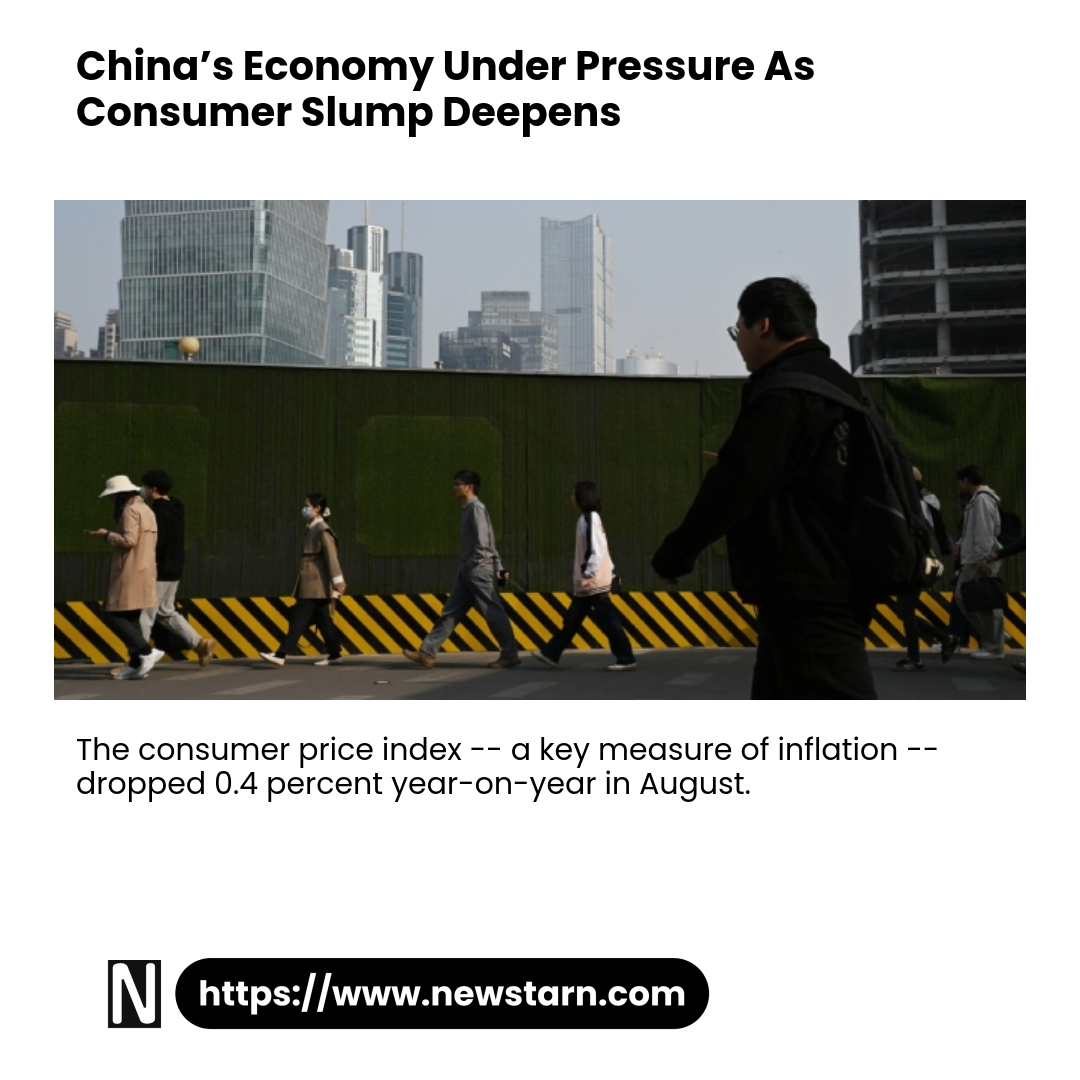 China’s Economy Under Pressure As
Consumer Slump Deepens
The consumer price index -- a key measure of inflation --
dropped 0.4 percent year-on-year in August.
N
https://www.newstarn.com